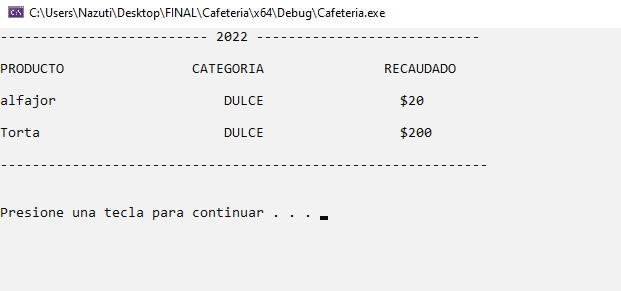 C:\Users\Nazuti\Desktop\FINAL\Cafeteria\x64\Debug\Cafeteria.exe
-------------------------- 2022 ----------------------------
PRODUCTO CATEGORIA RECAUDADO
alfajor DULCE $20
Torta DULCE $200
-------------------------------------------------------------
Presione una tecla para continuar . . .